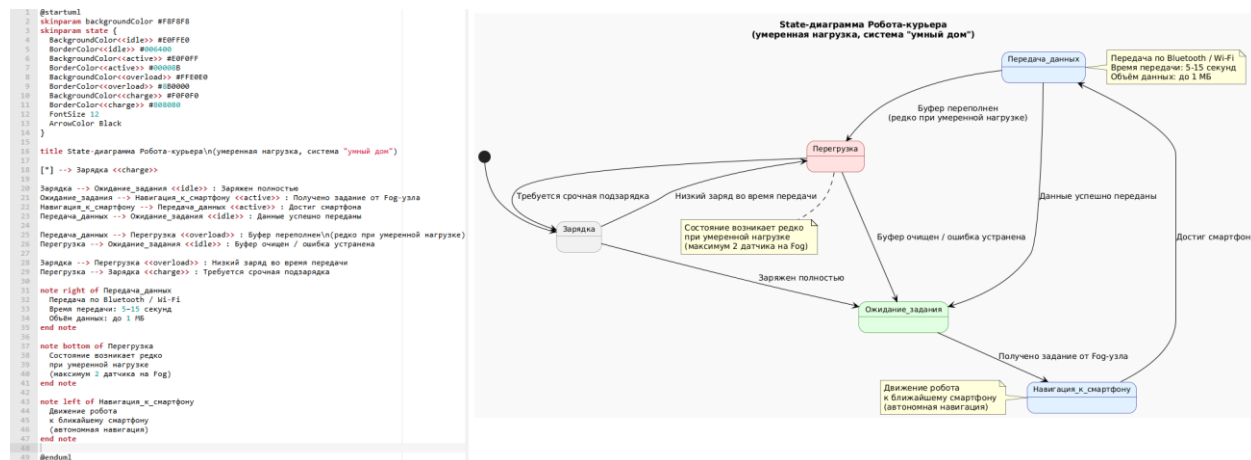 @startuml
skinparam backgroundColor #F8F8F8
skinparam state {
BackgroundColor<<idle>> #E0FFE0
BorderColor<<idle>> #006400
BackgroundColor<<active>> #E0F0FF
BorderColor<<active>> #00008B
BackgroundColor<<overload>> #FFE0E0
BorderColor<<overload>> #8B0000
BackgroundColor<<charge>> #F0F0F0
BorderColor<<charge>> #808080
FontSize 12
ArrowColor Black
}
title State-диаграмма Робота-курьера\n(умеренная нагрузка, система "умный дом")
[*] --> Зарядка <<charge>>
Зарядка --> Ожидание_задания <<idle>> : Заряжен полностью
Ожидание_задания --> Навигация_к_смартфону <<active>> : Получено задание от Fog-узла
Навигация_к_смартфону --> Передача_данных <<active>> : Достиг смартфона
Передача_данных --> Ожидание_задания <<idle>> : Данные успешно переданы
Передача_данных --> Перегрузка <<overload>> : Буфер переполнен\n(редко при умеренной нагрузке)
Перегрузка --> Ожидание_задания <<idle>> : Буфер очищен / ошибка устранена
Зарядка --> Перегрузка <<overload>> : Низкий заряд во время передачи
Перегрузка --> Зарядка <<charge>> : Требуется срочная подзарядка
note right of Передача_данных
Передача по Bluetooth / Wi-Fi
Время передачи: 5–15 секунд
Объём данных: до 1 МБ
end note
note bottom of Перегрузка
Состояние возникает редко
при умеренной нагрузке
(максимум 2 датчика на Fog)
end note
note left of Навигация_к_смартфону
Движение робота
к ближайшему смартфону
(автономная навигация)
end note
@enduml
State-диаграмма Робота-курьера
(умеренная нагрузка, система "умный дом")
Передача_данных
Передача по Bluetooth / Wi-Fi
Время передачи: 5-15 секунд
Объём данных: до 1 МБ
Буфер переполнен
(редко при умеренной нагрузке)
Перегрузка
Требуется срочная подзарядка
Низкий заряд во время передачи
Данные успешно переданы
Зарядка
Состояние возникает редко
при умеренной нагрузке
(максимум 2 датчика на Fog)
Буфер очищен / ошибка устранена
Достиг смартфон
Заряжен полностью
Ожидание_задания
Получено задание от Fog-узла
Движение робота
к ближайшему смартфону
(автономная навигация)
Навигация_к_смартфону